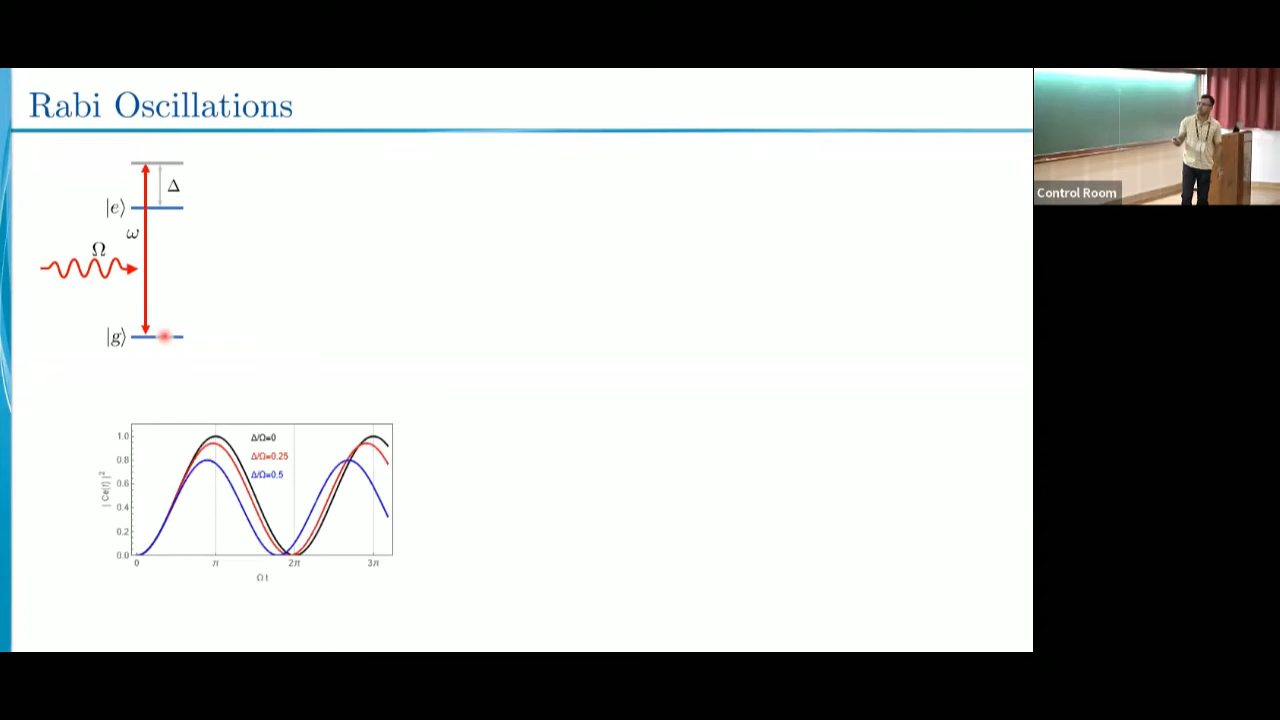 Rabi Oscillations
Δ
|e⟩
ω
Ω
|g⟩
Control Room
1.0
0.8
0.6
0.4
0.2
0.0
|Ce(t)|²
Δ/Ω=0
Δ/Ω=0.25
Δ/Ω=0.5
0 π 2π 3π
Ω t